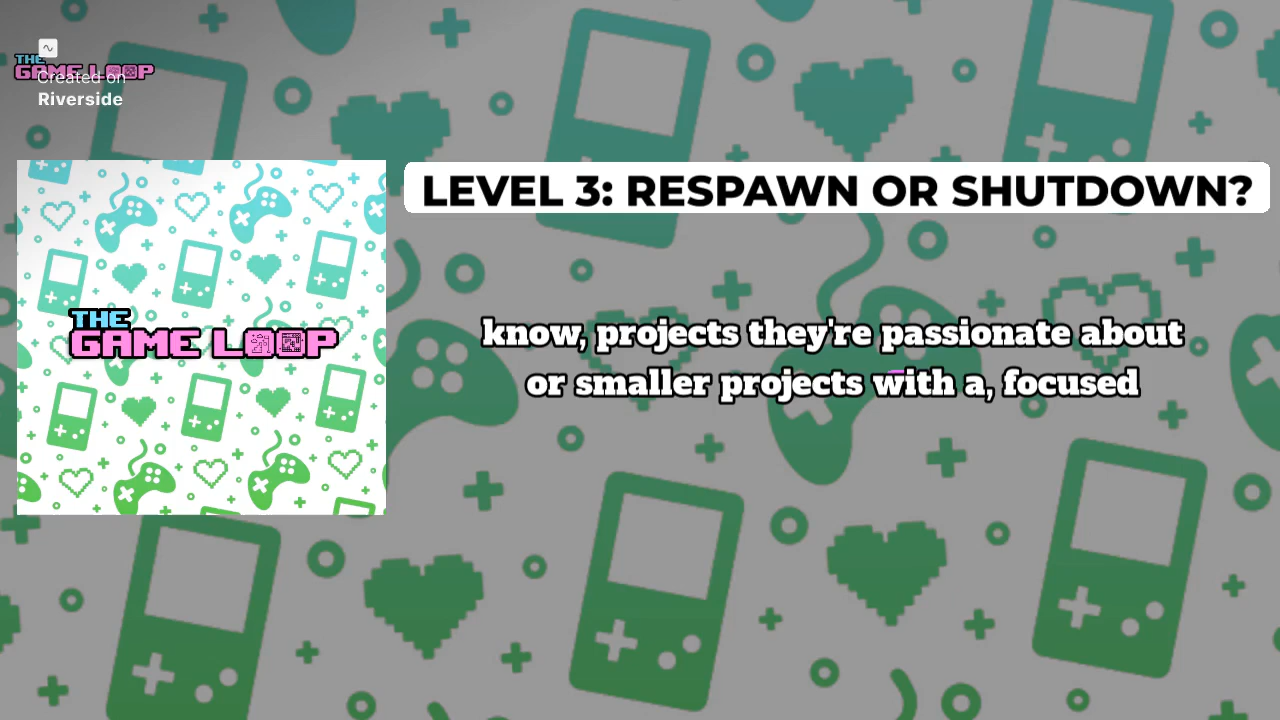 THE
GAME LOOP
Created on
Riverside
LEVEL 3: RESPAWN OR SHUTDOWN?
THE
GAME LOOP
know, projects they're passionate about
or smaller projects with a, focused